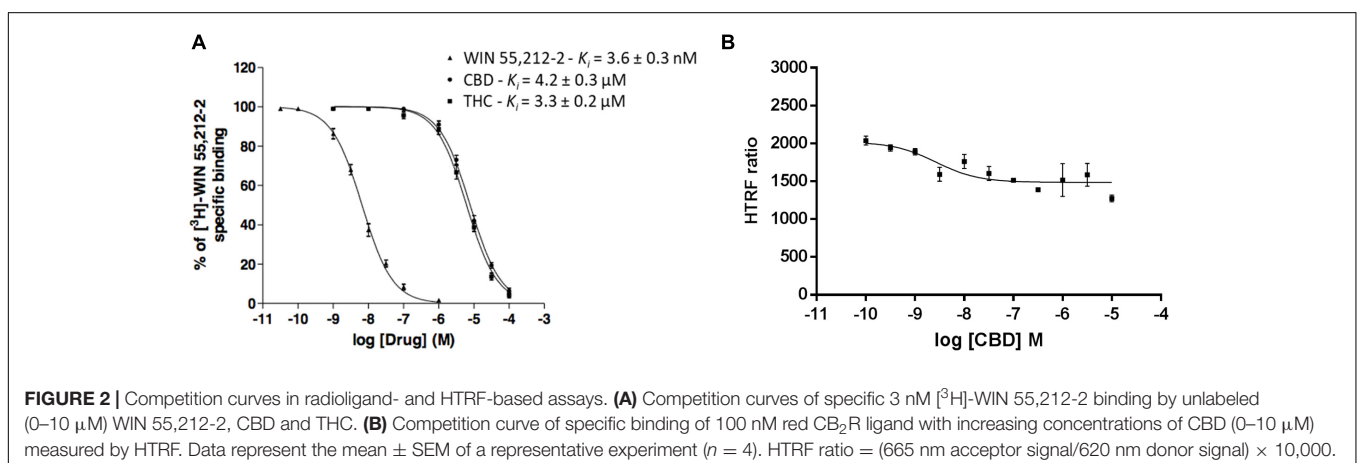 A
WIN 55,212-2 - Ki = 3.6 ± 0.3 nM
CBD - Ki = 4.2 ± 0.3 µM
THC - Ki = 3.3 ± 0.2 µM
% of [³H]-WIN 55,212-2
specific binding
120
100
80
60
40
20
0
-11 -10 -9 -8 -7 -6 -5 -4 -3
log [Drug] (M)
B
HTRF ratio
3000
2500
2000
1500
1000
500
0
-11 -10 -9 -8 -7 -6 -5 -4
log [CBD] M
FIGURE 2 | Competition curves in radioligand- and HTRF-based assays. (A) Competition curves of specific 3 nM [³H]-WIN 55,212-2 binding by unlabeled
(0–10 µM) WIN 55,212-2, CBD and THC. (B) Competition curve of specific binding of 100 nM red CB₂R ligand with increasing concentrations of CBD (0–10 µM)
measured by HTRF. Data represent the mean ± SEM of a representative experiment (n = 4). HTRF ratio = (665 nm acceptor signal/620 nm donor signal) × 10,000.